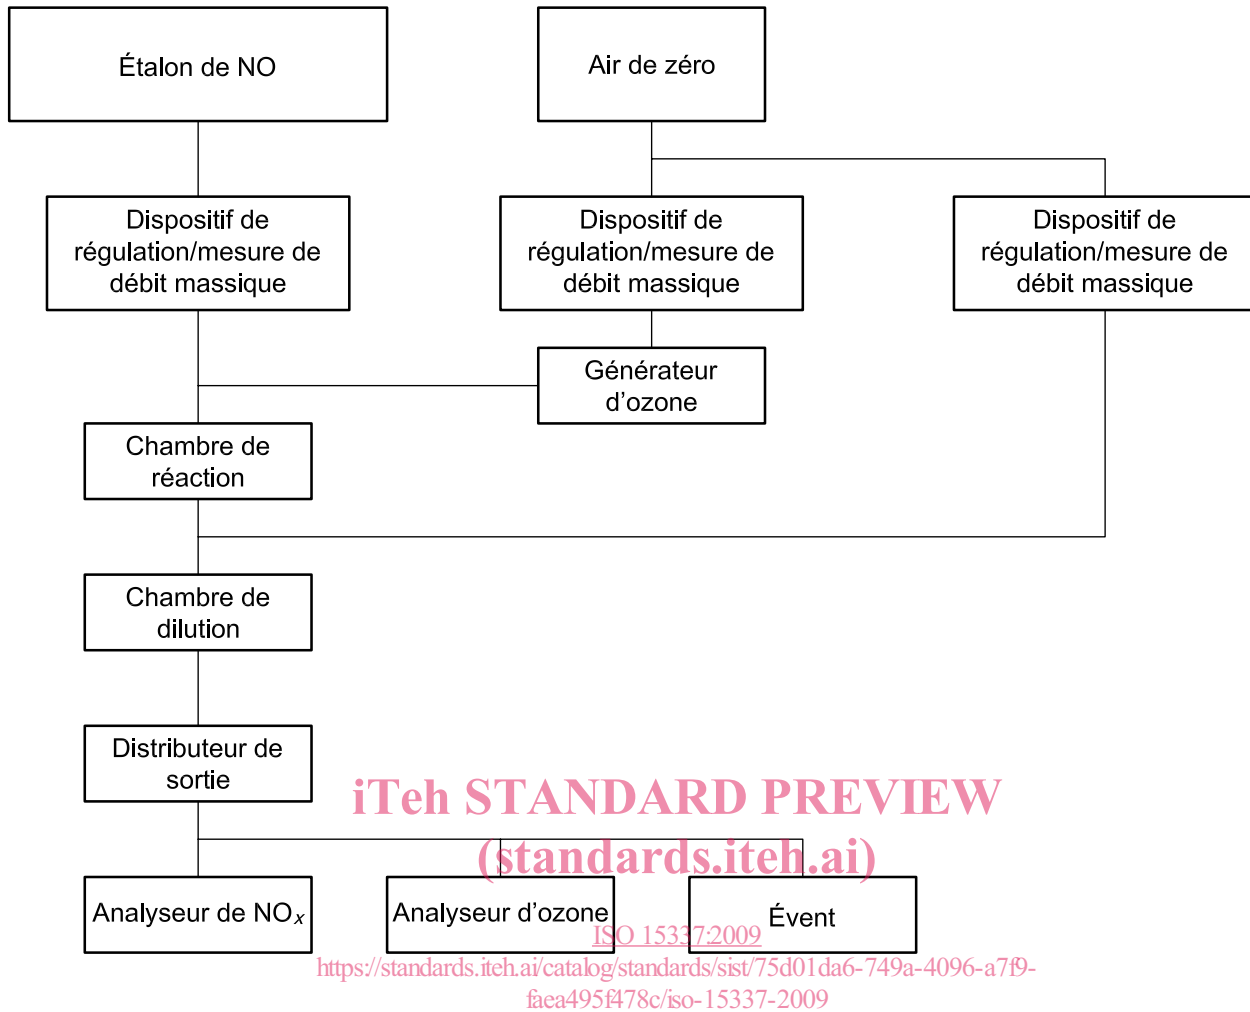 Étalon de NO
Air de zéro
Dispositif de
régulation/mesure de
débit massique
Dispositif de
régulation/mesure de
débit massique
Dispositif de
régulation/mesure de
débit massique
Générateur
d’ozone
Chambre de
réaction
Chambre de
dilution
Distributeur de
sortie
iTeh STANDARD PREVIEW
(standards.iteh.ai)
Analyseur de NOx
Analyseur d’ozone
Évent
ISO 15337:2009
https://standards.iteh.ai/catalog/standards/sist/75d01da6-749a-4096-a7f9-
faea495f478c/iso-15337-2009